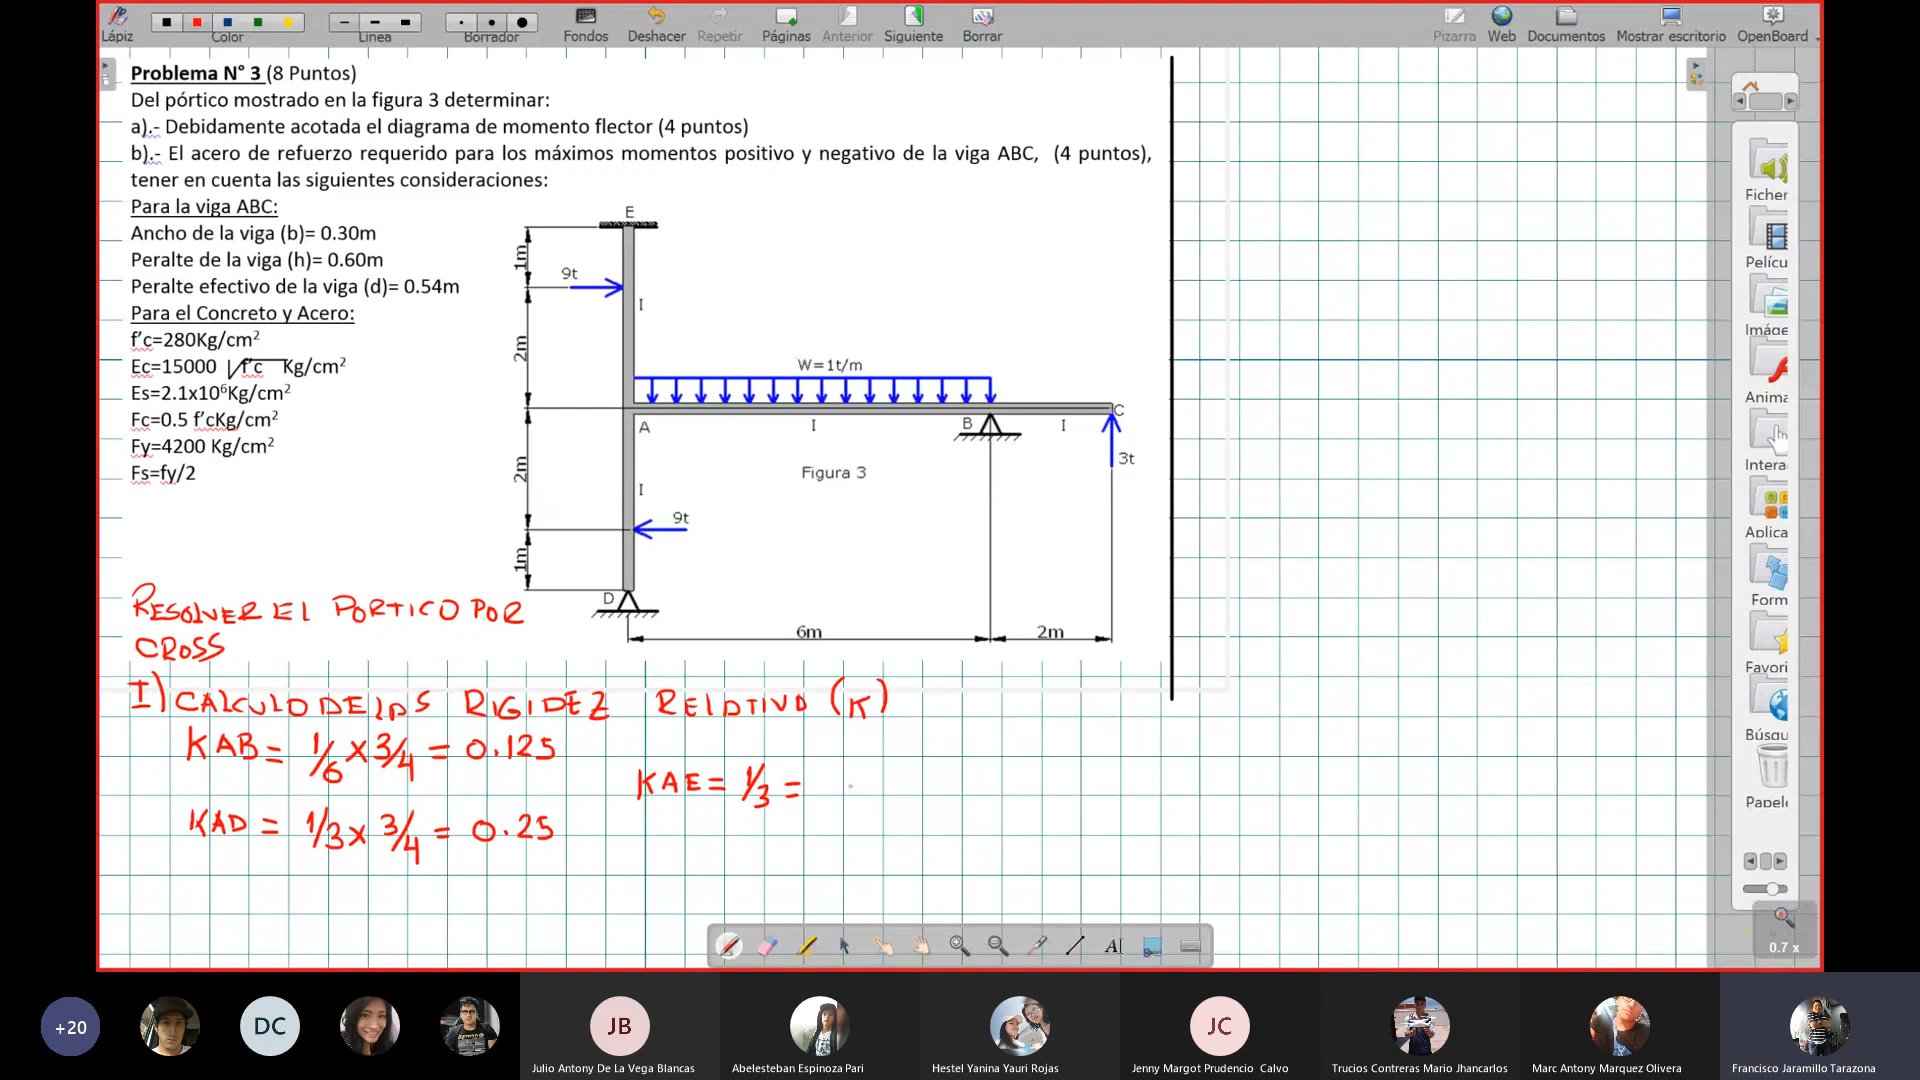 Lápiz
Color
Linea
Borrador
Fondos
Deshacer
Repetir
Páginas
Anterior
Siguiente
Borrar
Pizarra
Web
Documentos
Mostrar escritorio
OpenBoard
Problema N° 3 (8 Puntos)
Del pórtico mostrado en la figura 3 determinar:
a).- Debidamente acotada el diagrama de momento flector (4 puntos)
b).- El acero de refuerzo requerido para los máximos momentos positivo y negativo de la viga ABC, (4 puntos),
tener en cuenta las siguientes consideraciones:
Para la viga ABC:
Ancho de la viga (b)= 0.30m
Peralte de la viga (h)= 0.60m
Peralte efectivo de la viga (d)= 0.54m
Para el Concreto y Acero:
f'c=280Kg/cm²
Ec=15000 √f'c Kg/cm²
Es=2.1x10⁶Kg/cm²
Fc=0.5 f'cKg/cm²
Fy=4200 Kg/cm²
Fs=fy/2
E
1m
9t
I
2m
W=1t/m
A
I
B
I
C
3t
Figura 3
2m
I
9t
1m
D
6m
2m
RESOLVER EL PORTICO POR
CROSS
I) CALCULO DE LAS RIGIDEZ RELATIVA (K)
KAB = 1/6 x 3/4 = 0.125
KAE = 1/3 =
KAD = 1/3 x 3/4 = 0.25
Ficher
Pelícu
Imáge
Anima
Intera
Aplica
Form
Favori
Búsqu
Papele
0.7 x
+20
DC
JB
Julio Antony De La Vega Blancas
Abelesteban Espinoza Pari
Hestel Yanina Yauri Rojas
JC
Jenny Margot Prudencio Calvo
Trucios Contreras Mario Jhancarlos
Marc Antony Marquez Olivera
Francisco Jaramillo Tarazona